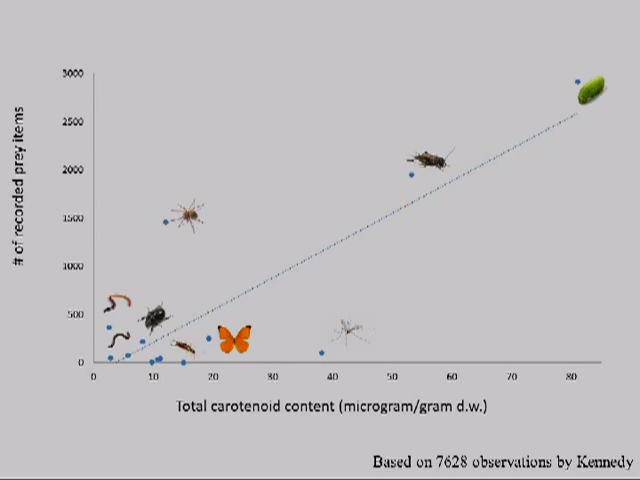 # of recorded prey items
3000
2500
2000
1500
1000
500
0
0 10 20 30 40 50 60 70 80
Total carotenoid content (microgram/gram d.w.)
Based on 7628 observations by Kennedy